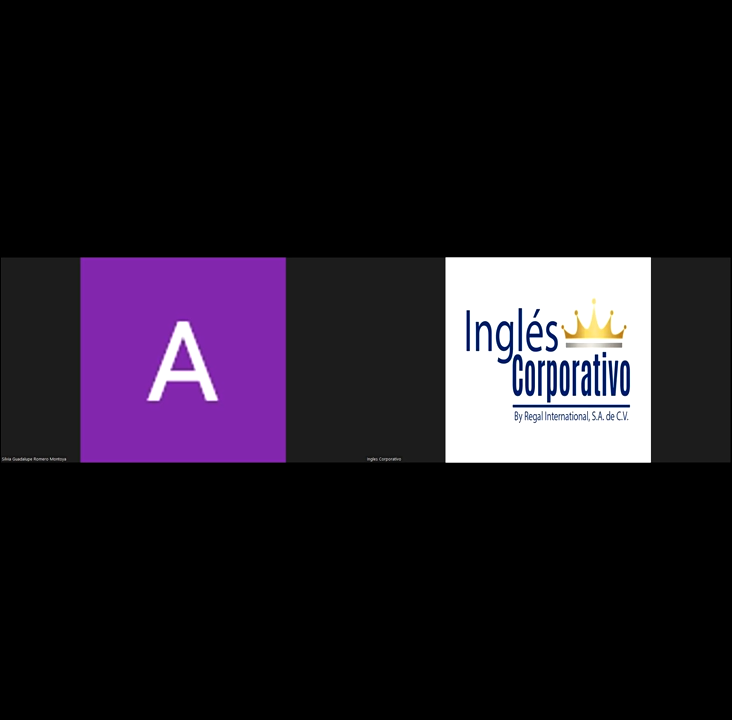 A
Inglés
Corporativo
By Regal International, S.A. de C.V.
Silvia Guadalupe Romero Montoya
Ingles Corporativo